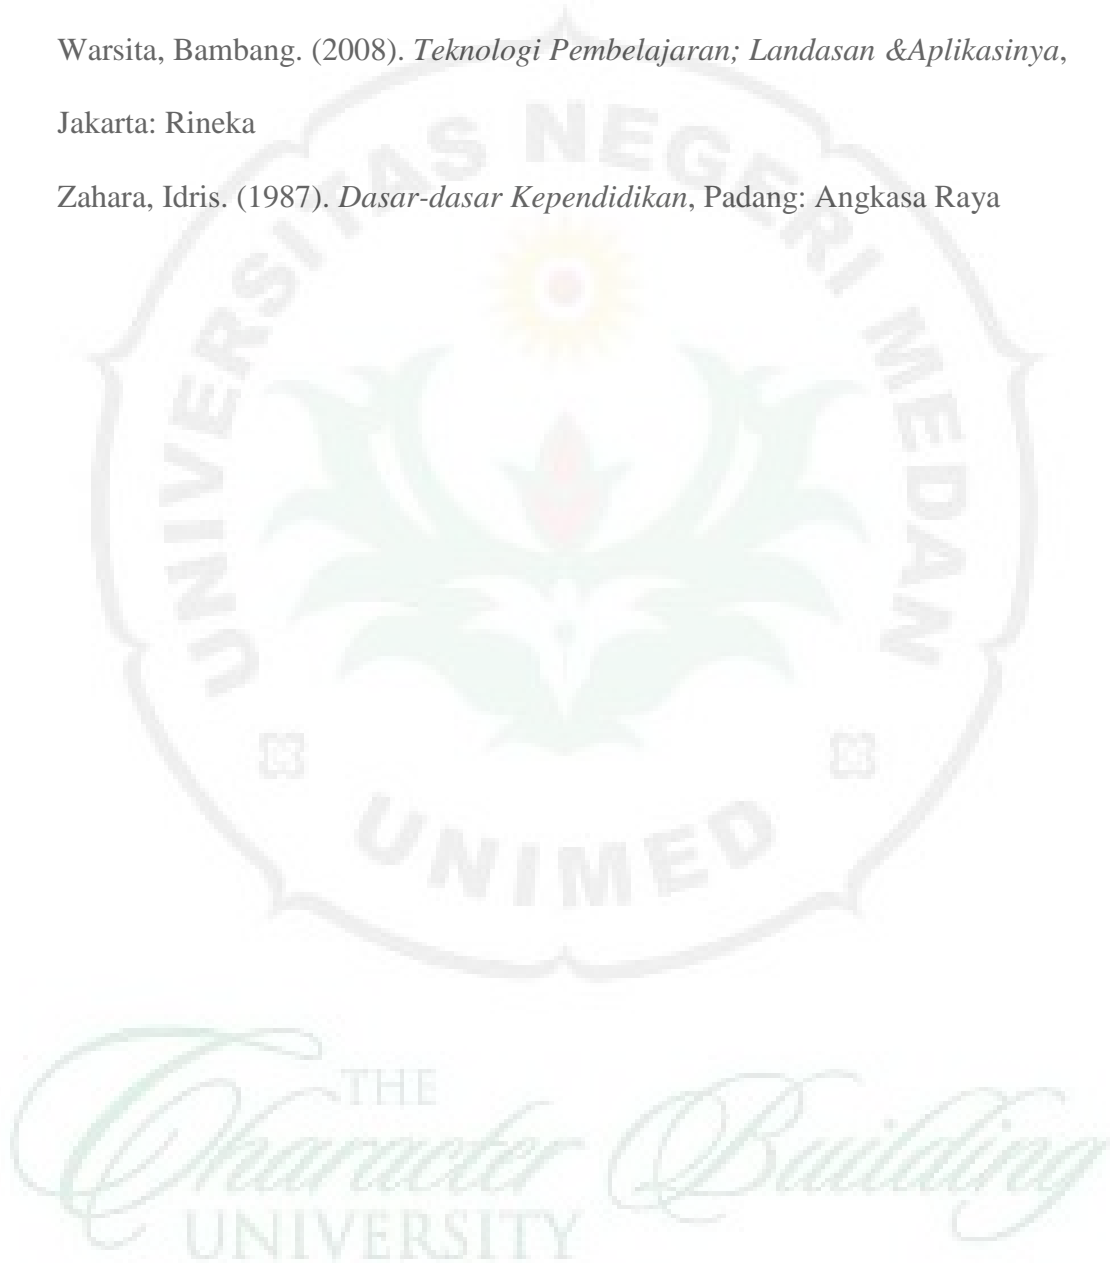 Warsita, Bambang. (2008). Teknologi Pembelajaran; Landasan &Aplikasinya,
Jakarta: Rineka
Zahara, Idris. (1987). Dasar-dasar Kependidikan, Padang: Angkasa Raya
UNIVERSITAS NEGERI MEDAN
UNIMED
THE
Character Building
UNIVERSITY